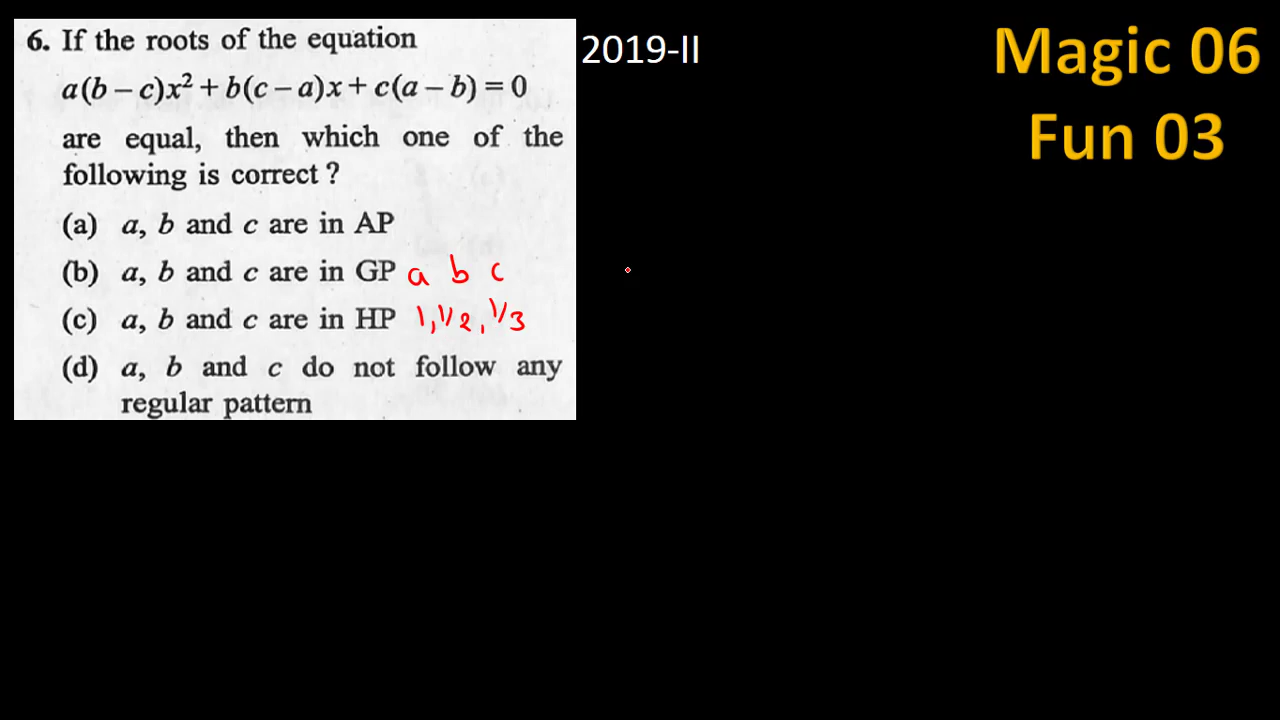 6. If the roots of the equation
a(b – c)x² + b(c – a)x + c(a – b) = 0
are equal, then which one of the
following is correct ?
(a) a, b and c are in AP
(b) a, b and c are in GP a b c
(c) a, b and c are in HP 1, 1/2, 1/3
(d) a, b and c do not follow any
regular pattern
2019-II
Magic 06
Fun 03